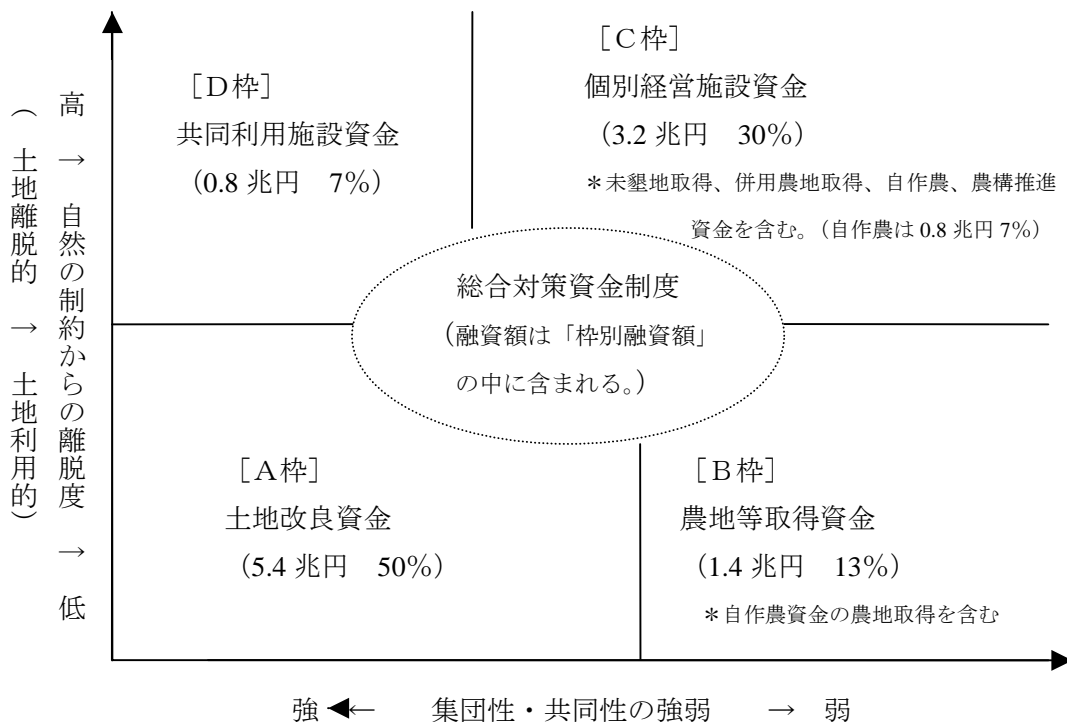 高 → 自然の制約からの離脱度 → 低
（ 土地離脱的 → 土地利用的）
［D枠］
共同利用施設資金
（0.8 兆円　7％）
［C枠］
個別経営施設資金
（3.2 兆円　30％）
＊未墾地取得、併用農地取得、自作農、農構推進
資金を含む。（自作農は 0.8 兆円 7％）
総合対策資金制度
（融資額は「枠別融資額」
の中に含まれる。）
［A枠］
土地改良資金
（5.4 兆円　50％）
［B枠］
農地等取得資金
（1.4 兆円　13％）
＊自作農資金の農地取得を含む
強 ← 集団性・共同性の強弱 → 弱